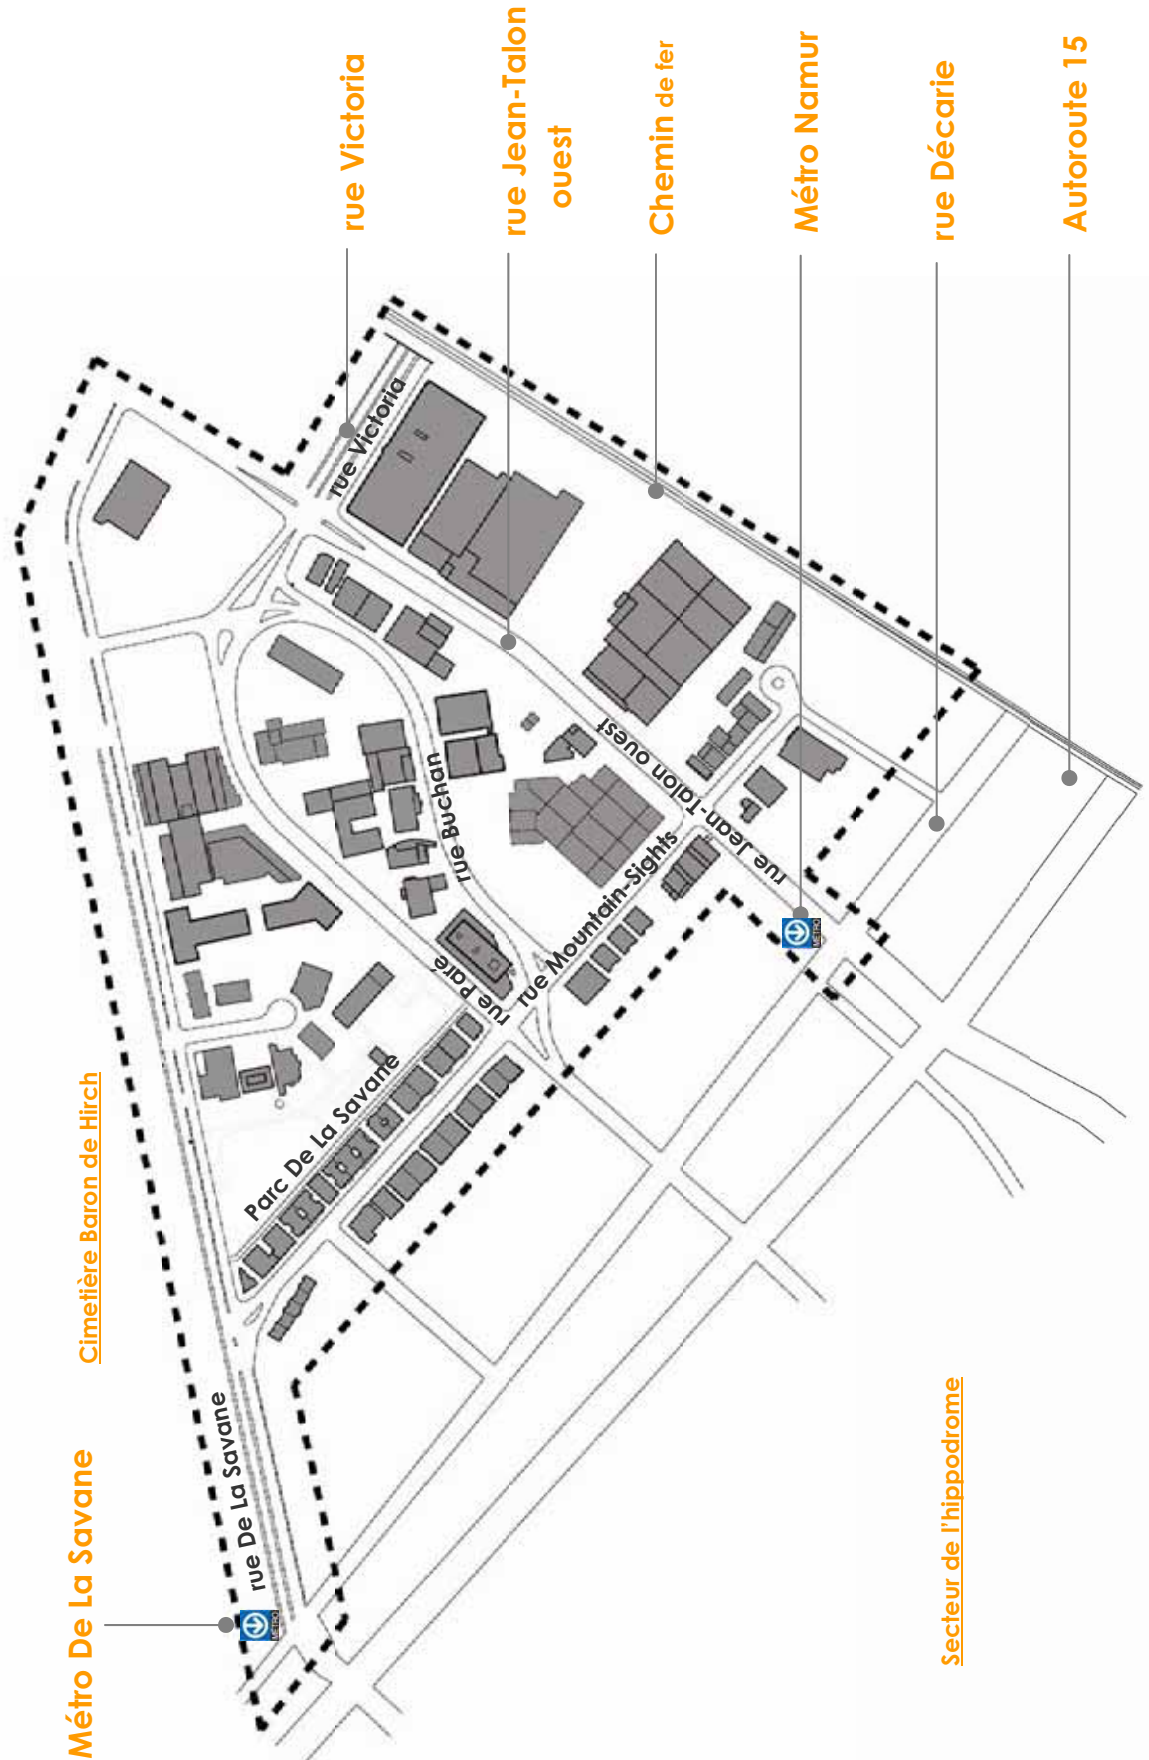 Métro De La Savane
Cimetière Baron de Hirch
rue Victoria
rue Jean-Talon
ouest
Chemin de fer
Métro Namur
rue Décarie
Autoroute 15
Secteur de l'hippodrome
rue De La Savane
MÉTRO
Parc De La Savane
rue Paré
rue Buchan
rue Victoria
rue Mountain-Sights
rue Jean-Talon ouest
MÉTRO